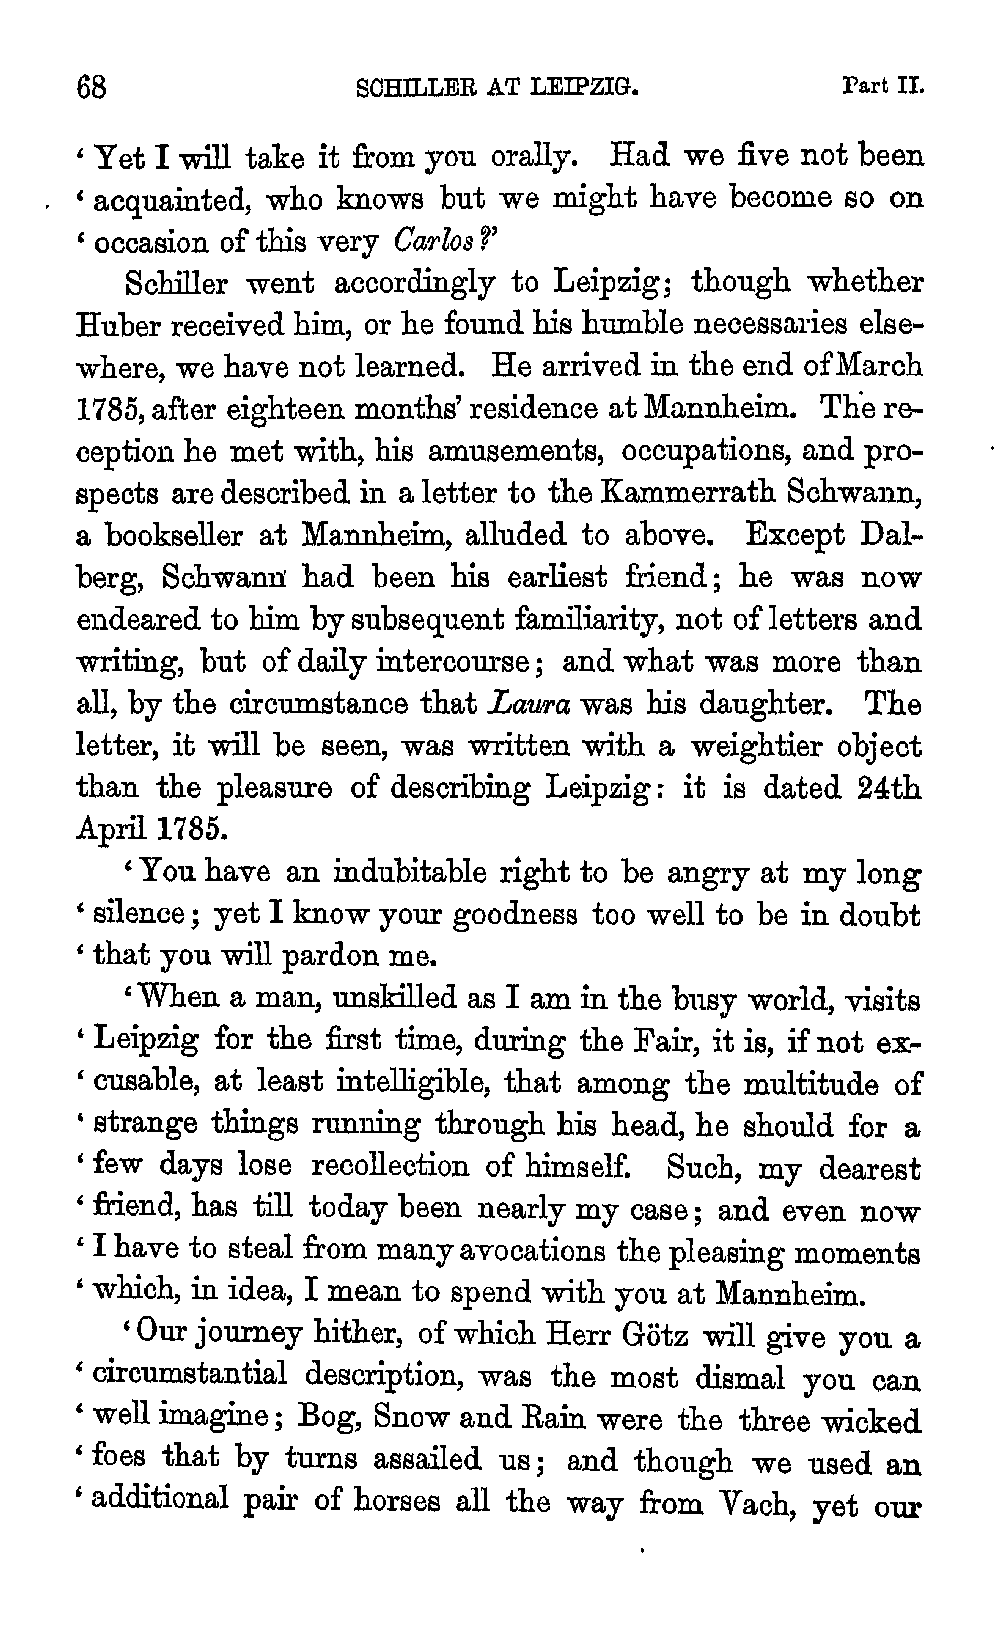 68 SCHILLER AT LEIPZIG. Part II.
‘ Yet I will take it from you orally. Had we five not been
‘ acquainted, who knows but we might have become so on
‘ occasion of this very Carlos?’
Schiller went accordingly to Leipzig; though whether
Huber received him, or he found his humble necessaries else-
where, we have not learned. He arrived in the end of March
1785, after eighteen months’ residence at Mannheim. The re-
ception he met with, his amusements, occupations, and pro-
spects are described in a letter to the Kammerrath Schwann,
a bookseller at Mannheim, alluded to above. Except Dal-
berg, Schwann had been his earliest friend; he was now
endeared to him by subsequent familiarity, not of letters and
writing, but of daily intercourse; and what was more than
all, by the circumstance that Laura was his daughter. The
letter, it will be seen, was written with a weightier object
than the pleasure of describing Leipzig: it is dated 24th
April 1785.
‘ You have an indubitable right to be angry at my long
‘ silence; yet I know your goodness too well to be in doubt
‘ that you will pardon me.
‘ When a man, unskilled as I am in the busy world, visits
‘ Leipzig for the first time, during the Fair, it is, if not ex-
‘ cusable, at least intelligible, that among the multitude of
‘ strange things running through his head, he should for a
‘ few days lose recollection of himself. Such, my dearest
‘ friend, has till today been nearly my case; and even now
‘ I have to steal from many avocations the pleasing moments
‘ which, in idea, I mean to spend with you at Mannheim.
‘ Our journey hither, of which Herr Götz will give you a
‘ circumstantial description, was the most dismal you can
‘ well imagine; Bog, Snow and Rain were the three wicked
‘ foes that by turns assailed us; and though we used an
‘ additional pair of horses all the way from Vach, yet our